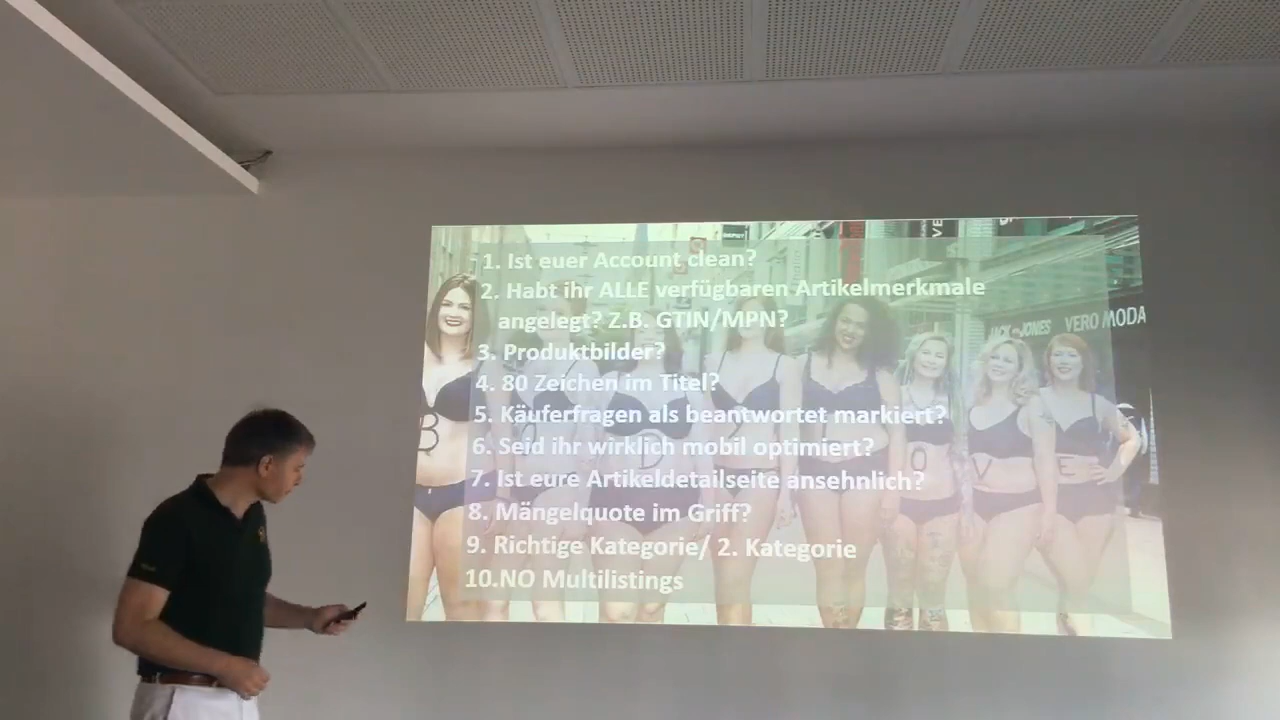 1. Ist euer Account clean?
2. Habt ihr ALLE verfügbaren Artikelmerkmale
angelegt? Z.B. GTIN/MPN?
3. Produktbilder?
4. 80 Zeichen im Titel?
5. Käuferfragen als beantwortet markiert?
6. Seid ihr wirklich mobil optimiert?
7. Ist eure Artikeldetailseite ansehnlich?
8. Mängelquote im Griff?
9. Richtige Kategorie/ 2. Kategorie
10.NO Multilistings
JACK JONES VERO MODA
B D L O V E